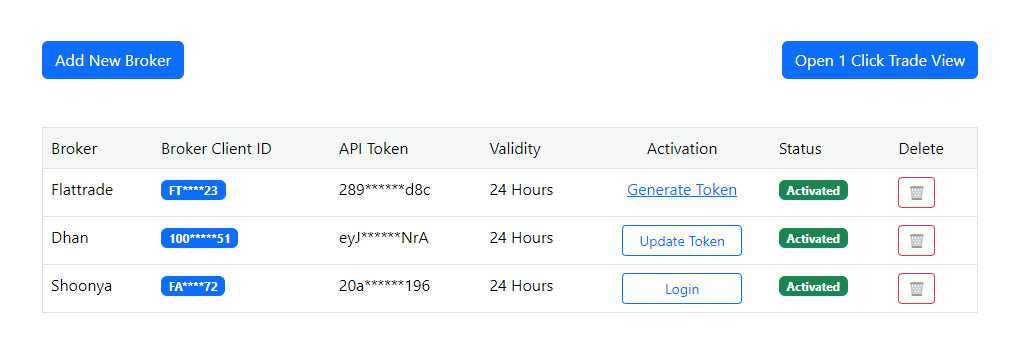 Add New Broker Open 1 Click Trade View
Broker Broker Client ID API Token Validity Activation Status Delete
Flattrade FT****23 289******d8c 24 Hours Generate Token Activated
Dhan 100*****51 eyJ******NrA 24 Hours Update Token Activated
Shoonya FA****72 20a******196 24 Hours Login Activated